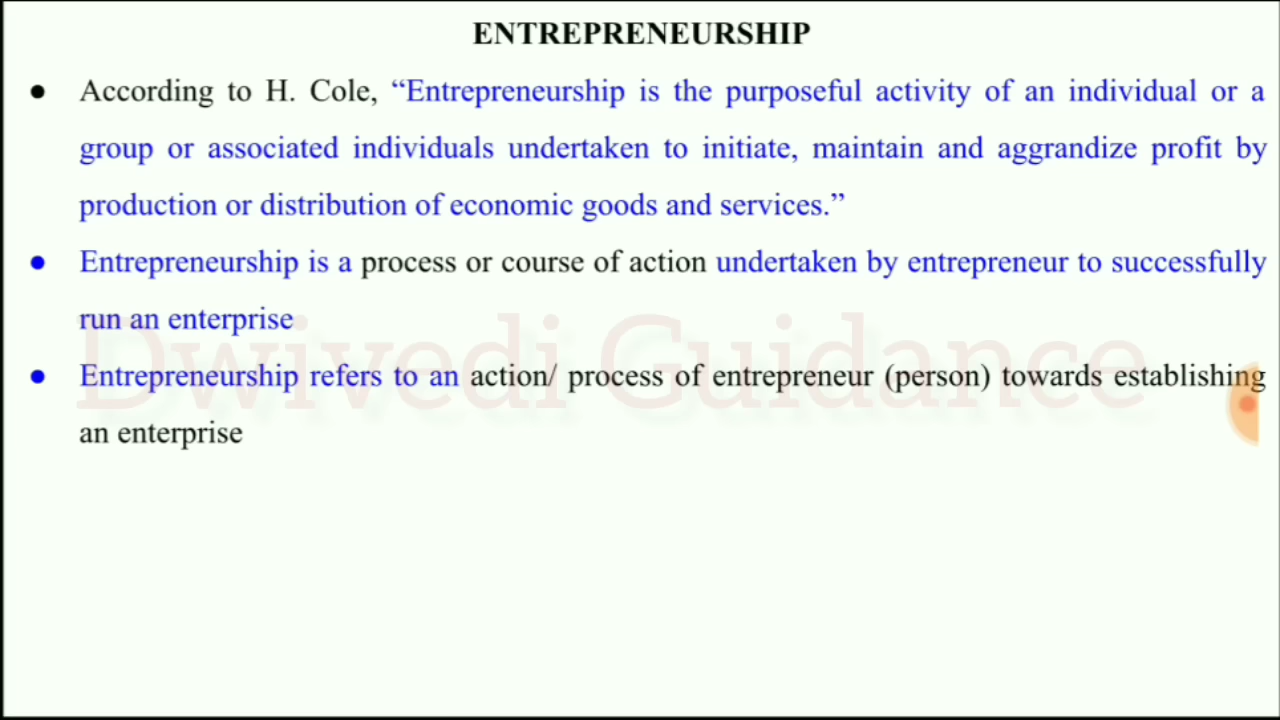 ENTREPRENEURSHIP
● According to H. Cole, “Entrepreneurship is the purposeful activity of an individual or a
group or associated individuals undertaken to initiate, maintain and aggrandize profit by
production or distribution of economic goods and services.”
● Entrepreneurship is a process or course of action undertaken by entrepreneur to successfully
run an enterprise
Dwivedi Guidance
● Entrepreneurship refers to an action/ process of entrepreneur (person) towards establishing
an enterprise